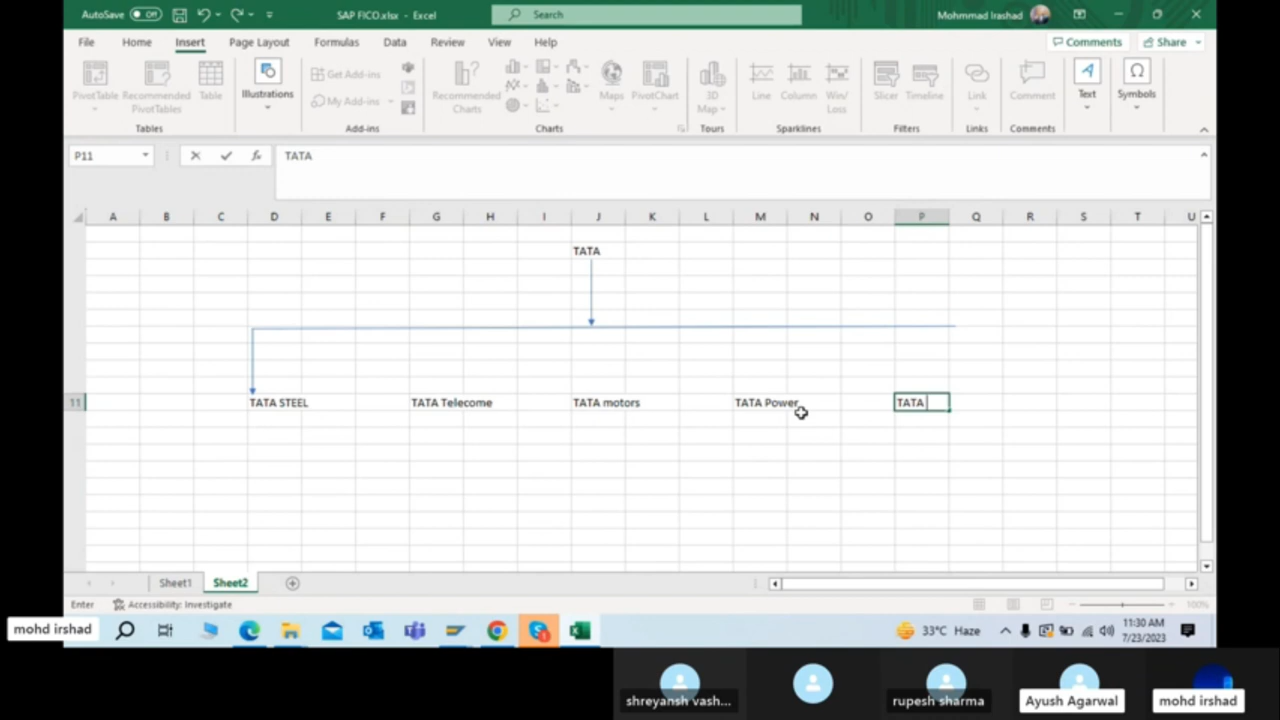 AutoSave Off SAP FICO.xlsx - Excel Search Mohmmad Irashad
File Home Insert Page Layout Formulas Data Review View Help Comments Share
PivotTable Recommended PivotTables Table Illustrations Get Add-ins My Add-ins Recommended Charts Maps PivotChart 3D Map Line Column Win/Loss Slicer Timeline Link Comment Text Symbols
Tables Add-ins Charts Tours Sparklines Filters Links Comments
P11 fx TATA
A B C D E F G H I J K L M N O P Q R S T U
TATA
11 TATA STEEL TATA Telecome TATA motors TATA Power TATA
Sheet1 Sheet2
Enter Accessibility: Investigate 100%
mohd irshad 33°C Haze 11:30 AM
7/23/2023
shreyansh vash... rupesh sharma Ayush Agarwal mohd irshad